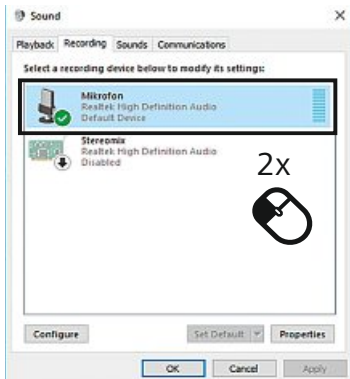 Sound
Playback Recording Sounds Communications
Select a recording device below to modify its settings:
Mikrofon
Realtek High Definition Audio
Default Device
Stereomix
Realtek High Definition Audio
Disabled
2x
Configure Set Default Properties
OK Cancel Apply